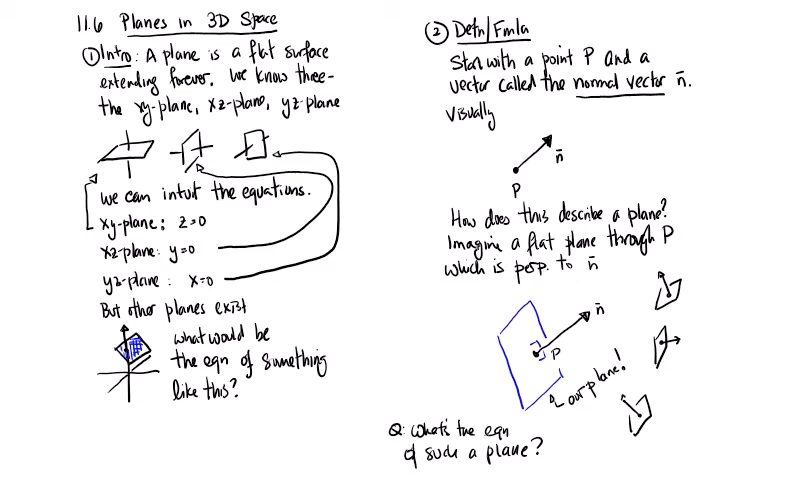 11.6 Planes in 3D Space
① Intro: A plane is a flat surface
extending forever. We know three-
the xy-plane, xz-plane, yz-plane
we can intuit the equations.
xy-plane: z=0
xz-plane: y=0
yz-plane: x=0
But other planes exist
what would be
the eqn of something
like this?
② Defn/Fmla
Start with a point P and a
vector called the normal vector n̄.
Visually
n̄
P
How does this describe a plane?
Imagine a flat plane through P
which is perp. to n̄
n̄
P
our plane!
Q: What's the eqn
of such a plane?